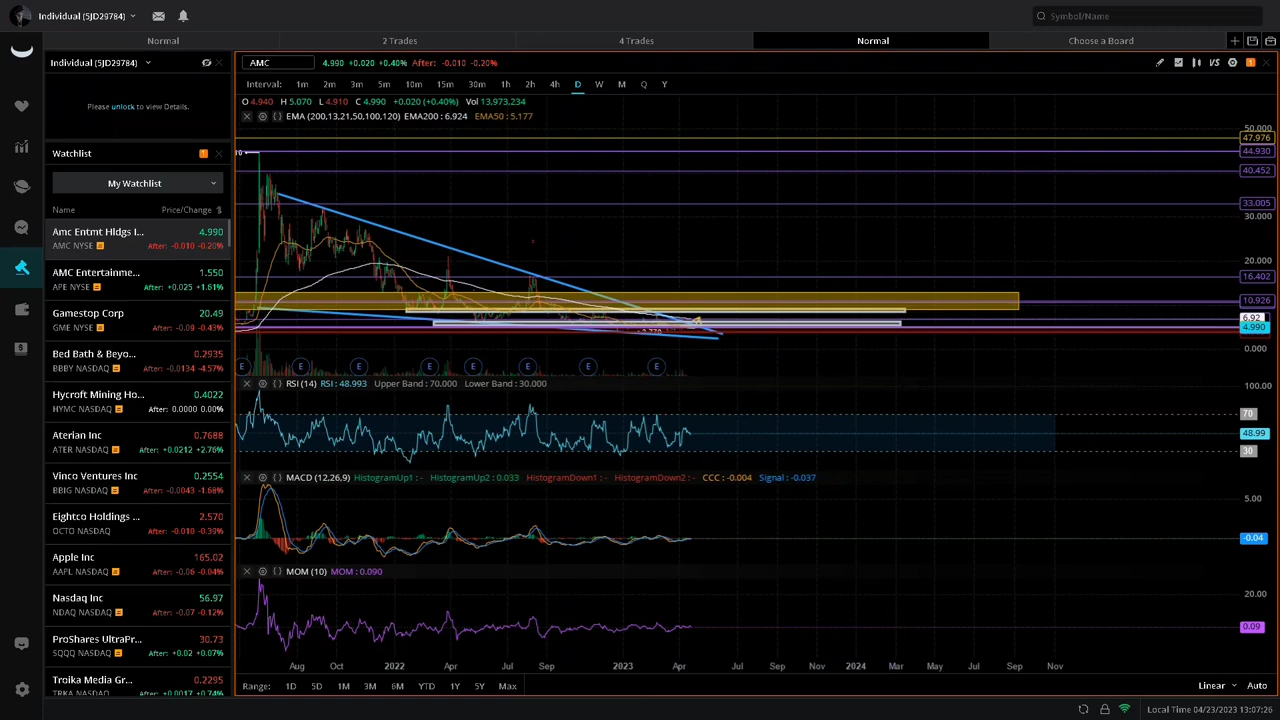 Individual (5JD29784)
Symbol/Name
Normal
2 Trades
4 Trades
Normal
Choose a Board
Individual (5JD29784)
Please unlock to view Details.
Watchlist
My Watchlist
Name Price/Change
Amc Entmt Hldgs I... 4.990
AMC NYSE After: -0.010 -0.20%
AMC Entertainme... 1.550
APE NYSE After: +0.025 +1.61%
Gamestop Corp 20.49
GME NYSE After: -0.09 -0.43%
Bed Bath & Beyo... 0.2935
BBBY NASDAQ After: -0.0134 -4.57%
Hycroft Mining Ho... 0.4022
HYMC NASDAQ After: 0.0000 0.00%
Aterian Inc 0.7688
ATER NASDAQ After: +0.0212 +2.76%
Vinco Ventures Inc 0.2554
BBIG NASDAQ After: -0.0043 -1.68%
Eightco Holdings ... 2.570
OCTO NASDAQ After: -0.010 -0.39%
Apple Inc 165.02
AAPL NASDAQ After: -0.06 -0.04%
Nasdaq Inc 56.97
NDAQ NASDAQ After: -0.07 -0.12%
ProShares UltraPr... 30.73
SQQQ NASDAQ After: +0.02 +0.07%
Troika Media Gr... 0.2295
TRKA NASDAQ After: +0.0017 +0.74%
AMC 4.990 +0.020 +0.40% After: -0.010 -0.20%
VS
1
Interval: 1m 2m 3m 5m 10m 15m 30m 1h 2h 4h D W M Q Y
O 4.940 H 5.070 L 4.910 C 4.990 +0.020 (+0.40%) Vol 13,973,234
EMA (200,13,21,50,100,120) EMA200 : 6.924 EMA50 : 5.177
50.000
47.976
44.930
40.452
33.005
30.000
20.000
16.402
10.926
6.92
4.990
0.000
E E E E E E E E
RSI (14) RSI : 48.993 Upper Band : 70.000 Lower Band : 30.000
100.00
70
48.99
30
MACD (12,26,9) HistogramUp1 : - HistogramUp2 : 0.033 HistogramDown1 : - HistogramDown2 : - CCC : -0.004 Signal : -0.037
5.00
-0.04
MOM (10) MOM : 0.090
20.00
0.09
Aug Oct 2022 Apr Jul Sep 2023 Apr Jul Sep Nov 2024 Mar May Jul Sep Nov
Range: 1D 5D 1M 3M 6M YTD 1Y 5Y Max
Linear Auto
Local Time 04/23/2023 13:07:26